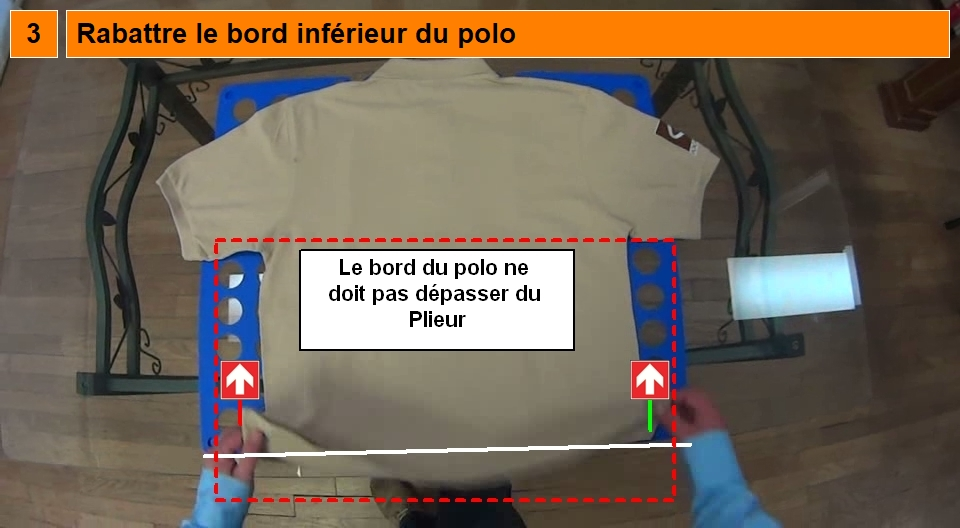 3
Rabattre le bord inférieur du polo
Le bord du polo ne
doit pas dépasser du
Plieur